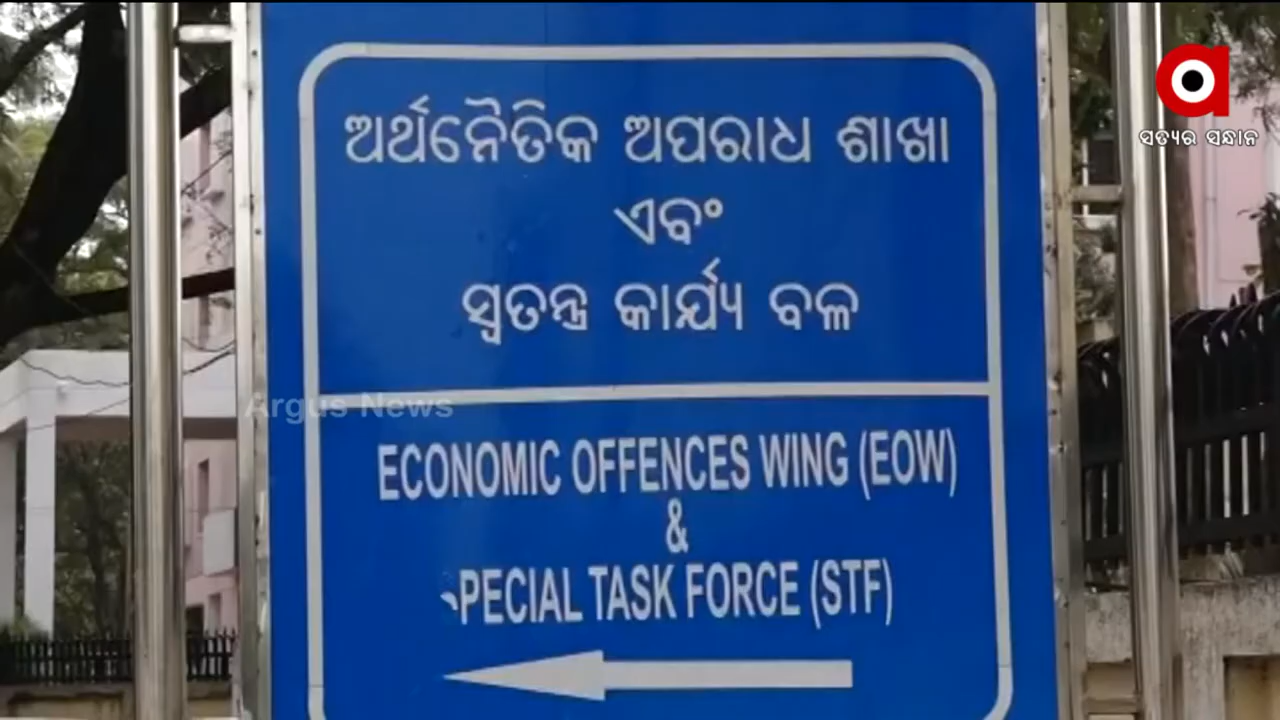 ଅର୍ଥନୈତିକ ଅପରାଧ ଶାଖା
ଏବଂ
ସ୍ୱତନ୍ତ୍ର କାର୍ଯ୍ୟ ବଳ
ECONOMIC OFFENCES WING (EOW)
&
PECIAL TASK FORCE (STF)
Argus News
ସତ୍ୟର ସନ୍ଧାନ